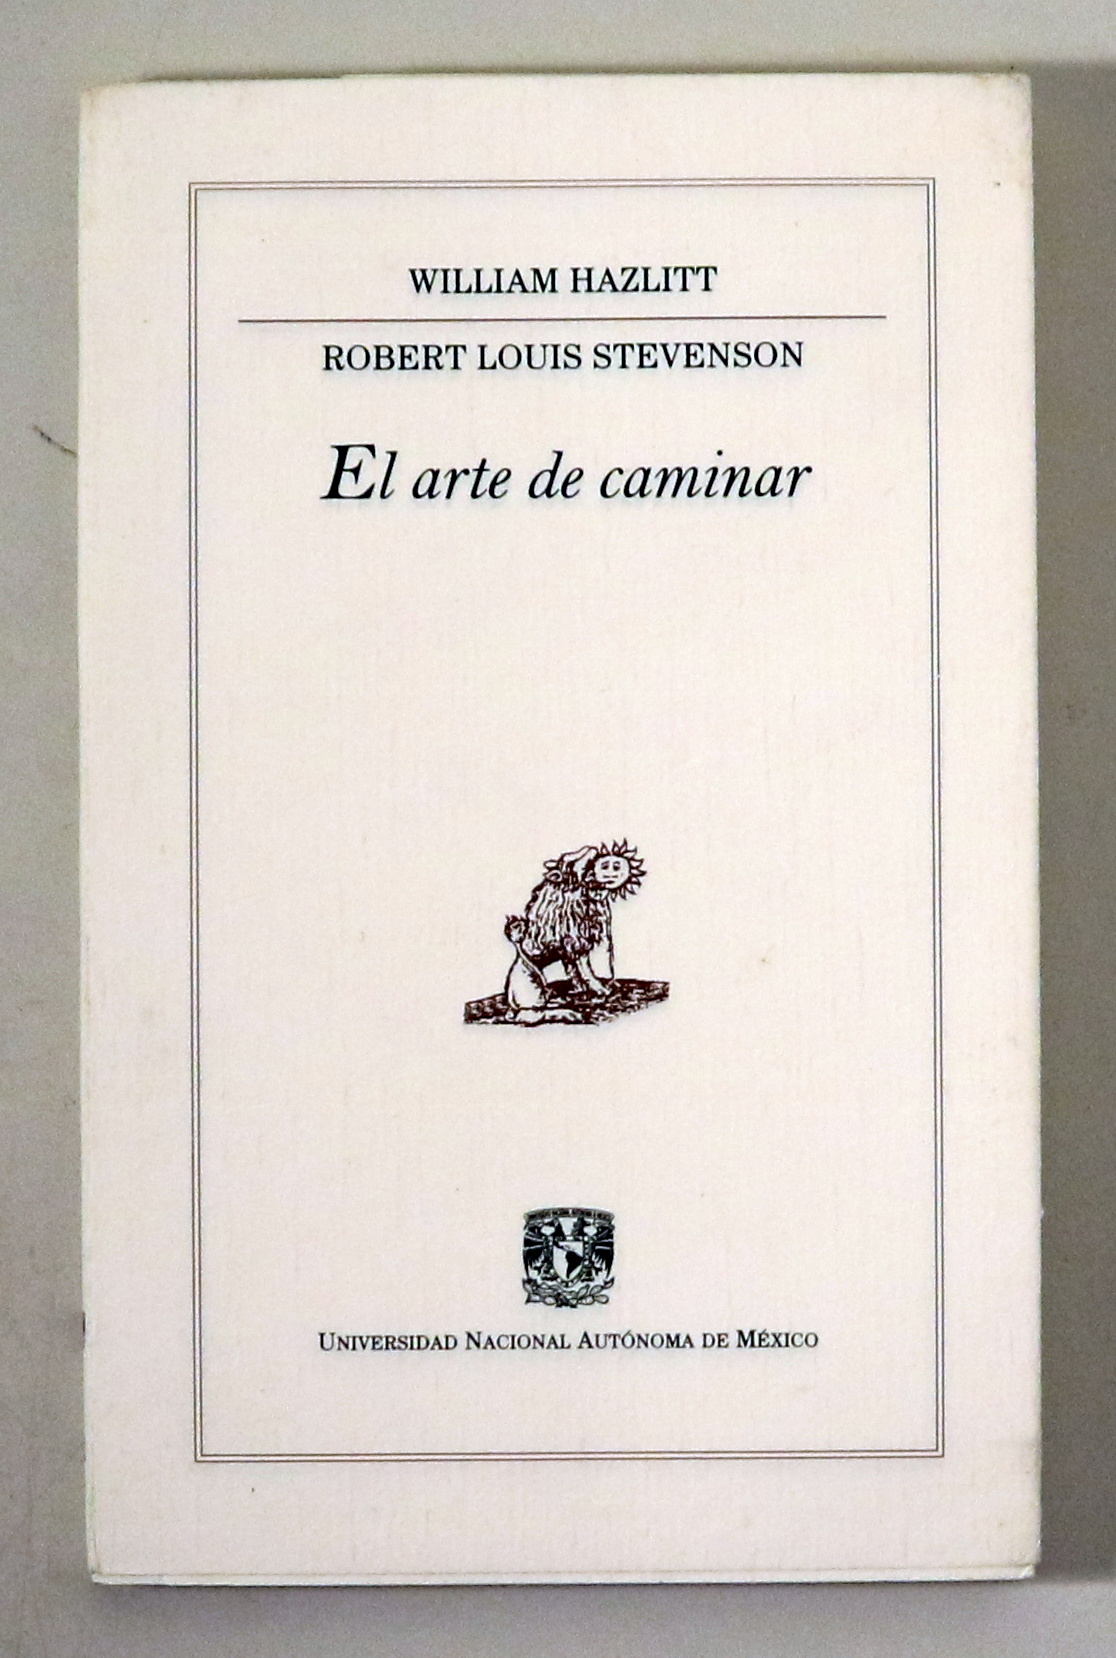 WILLIAM HAZLITT
ROBERT LOUIS STEVENSON
El arte de caminar
UNIVERSIDAD NACIONAL AUTÓNOMA DE MÉXICO